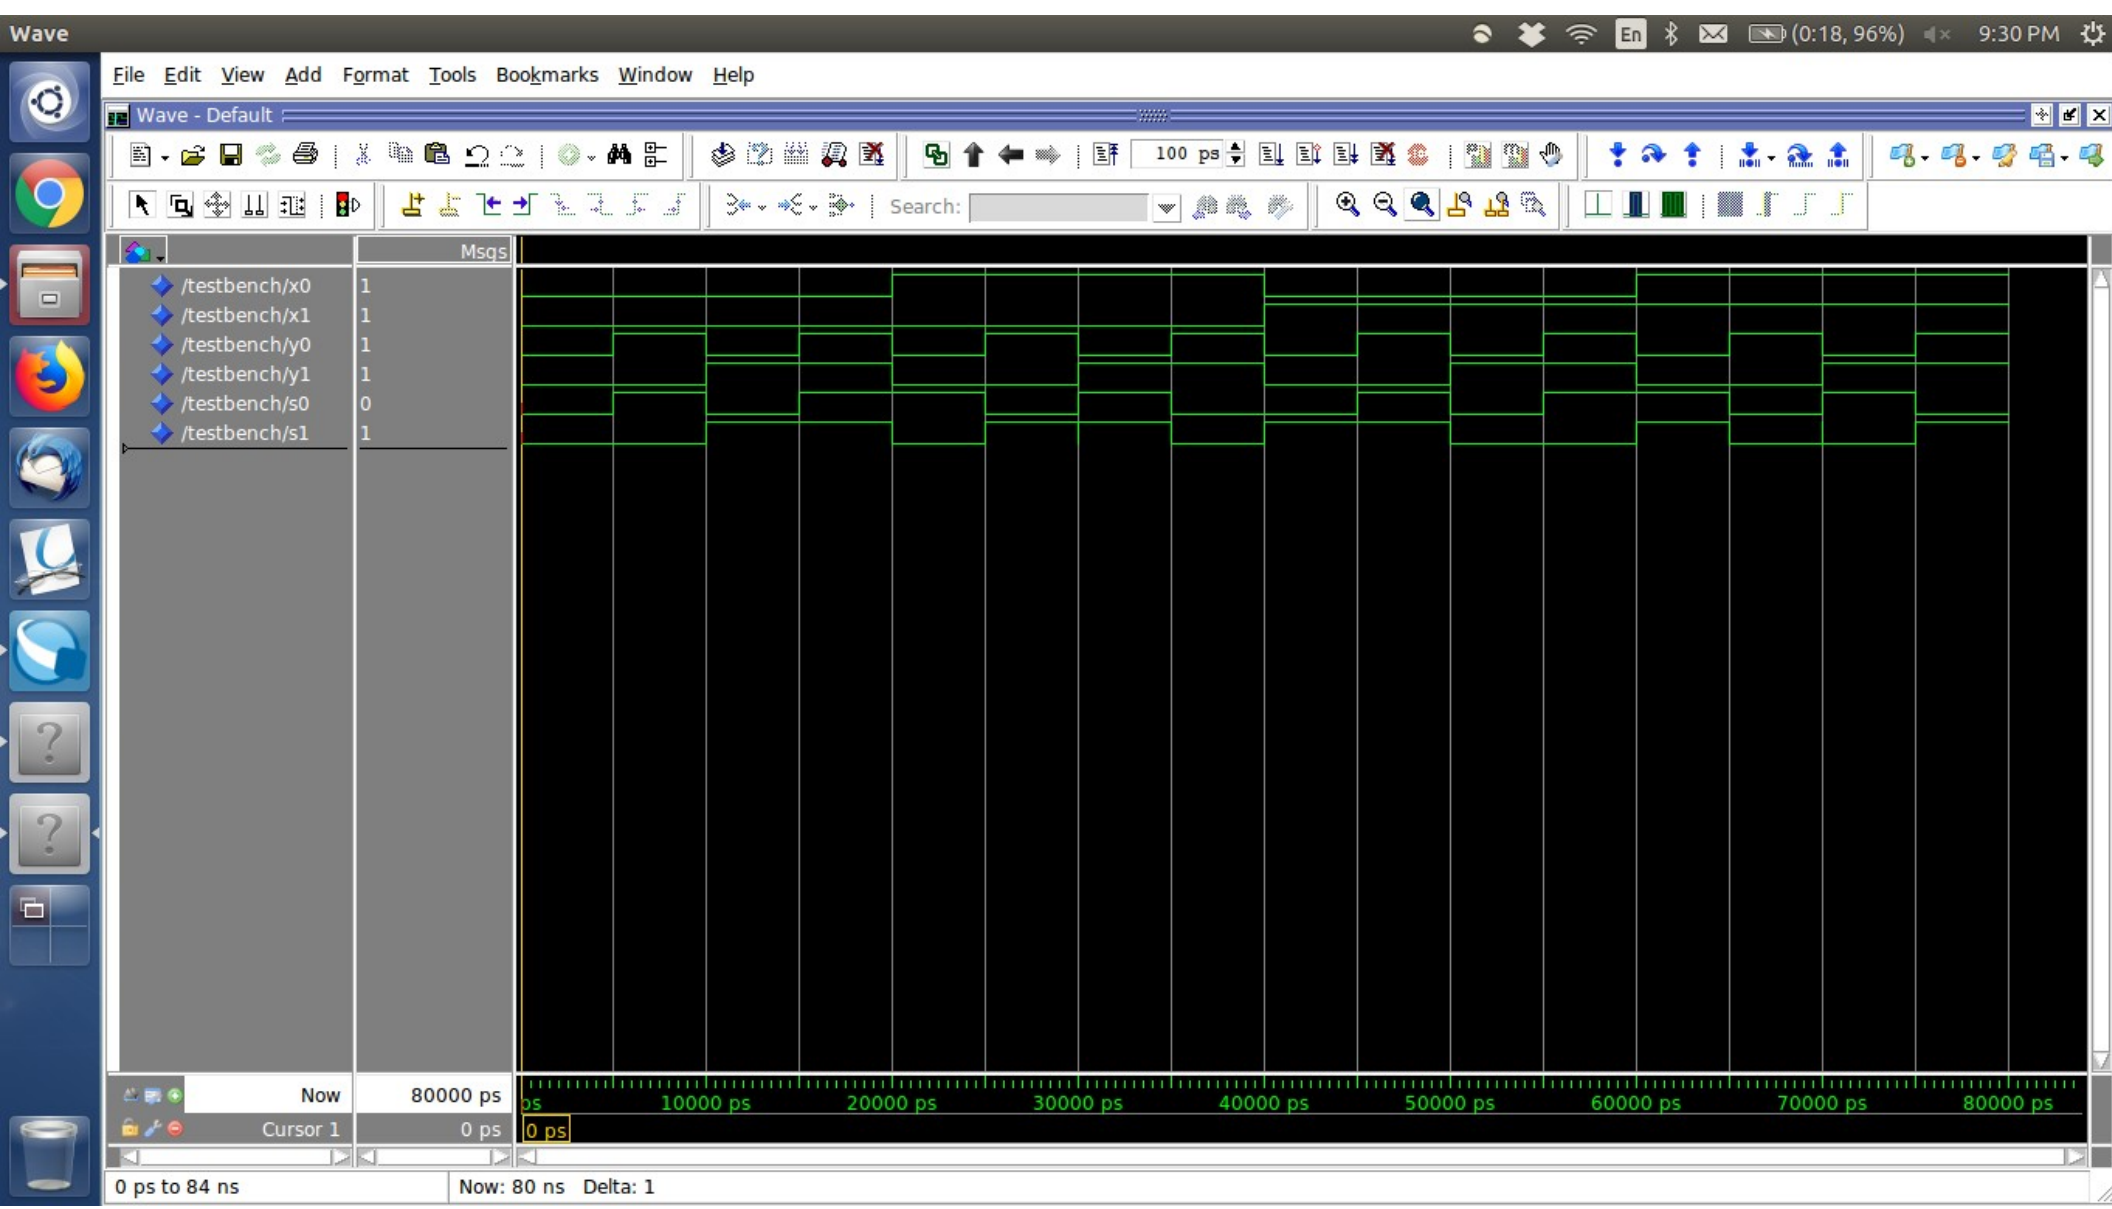 Wave
En
(0:18, 96%)
9:30 PM
File Edit View Add Format Tools Bookmarks Window Help
Wave - Default
100 ps
Search:
Msgs
/testbench/x0 1
/testbench/x1 1
/testbench/y0 1
/testbench/y1 1
/testbench/s0 0
/testbench/s1 1
Now 80000 ps
ps 10000 ps 20000 ps 30000 ps 40000 ps 50000 ps 60000 ps 70000 ps 80000 ps
Cursor 1 0 ps
0 ps
0 ps to 84 ns
Now: 80 ns Delta: 1